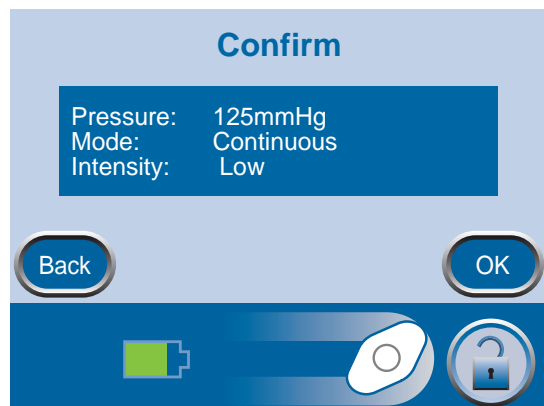 Confirm
Pressure: 125mmHg
Mode: Continuous
Intensity: Low
Back
OK